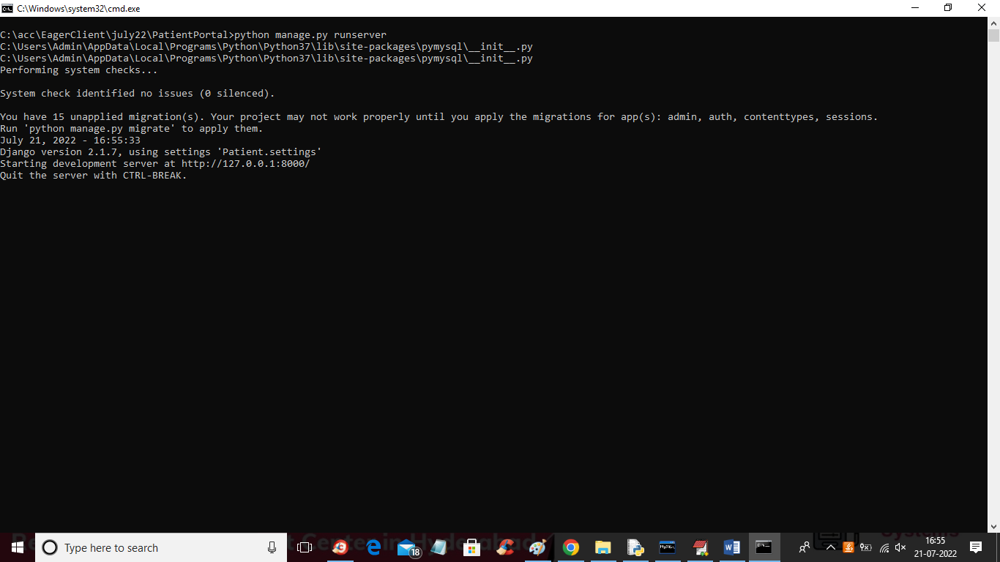 C:\Windows\system32\cmd.exe
C:\acc\EagerClient\july22\PatientPortal>python manage.py runserver
C:\Users\Admin\AppData\Local\Programs\Python\Python37\lib\site-packages\pymysql\__init__.py
C:\Users\Admin\AppData\Local\Programs\Python\Python37\lib\site-packages\pymysql\__init__.py
Performing system checks...
System check identified no issues (0 silenced).
You have 15 unapplied migration(s). Your project may not work properly until you apply the migrations for app(s): admin, auth, contenttypes, sessions.
Run 'python manage.py migrate' to apply them.
July 21, 2022 - 16:55:33
Django version 2.1.7, using settings 'Patient.settings'
Starting development server at http://127.0.0.1:8000/
Quit the server with CTRL-BREAK.
Type here to search
18
16:55
21-07-2022